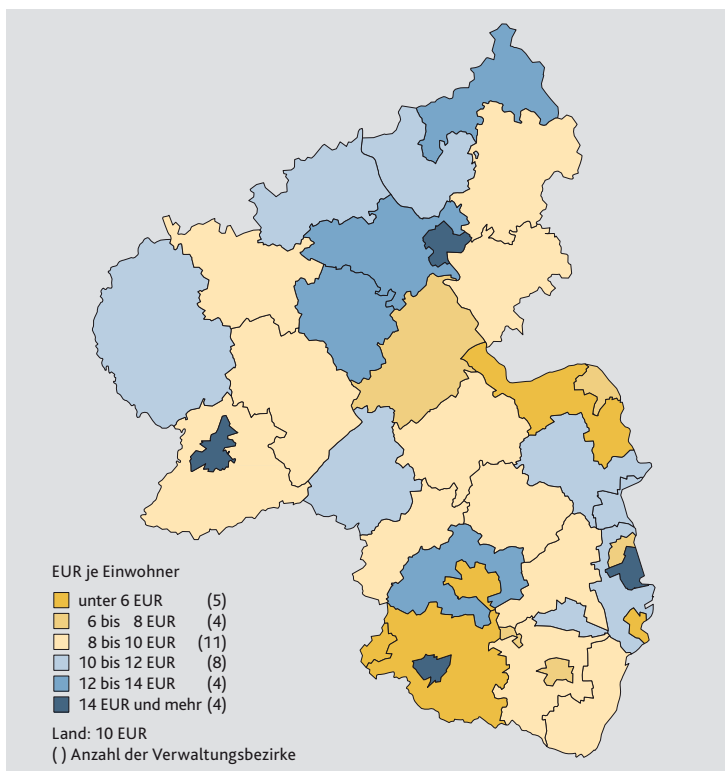 EUR je Einwohner
unter 6 EUR (5)
6 bis 8 EUR (4)
8 bis 10 EUR (11)
10 bis 12 EUR (8)
12 bis 14 EUR (4)
14 EUR und mehr (4)
Land: 10 EUR
( ) Anzahl der Verwaltungsbezirke